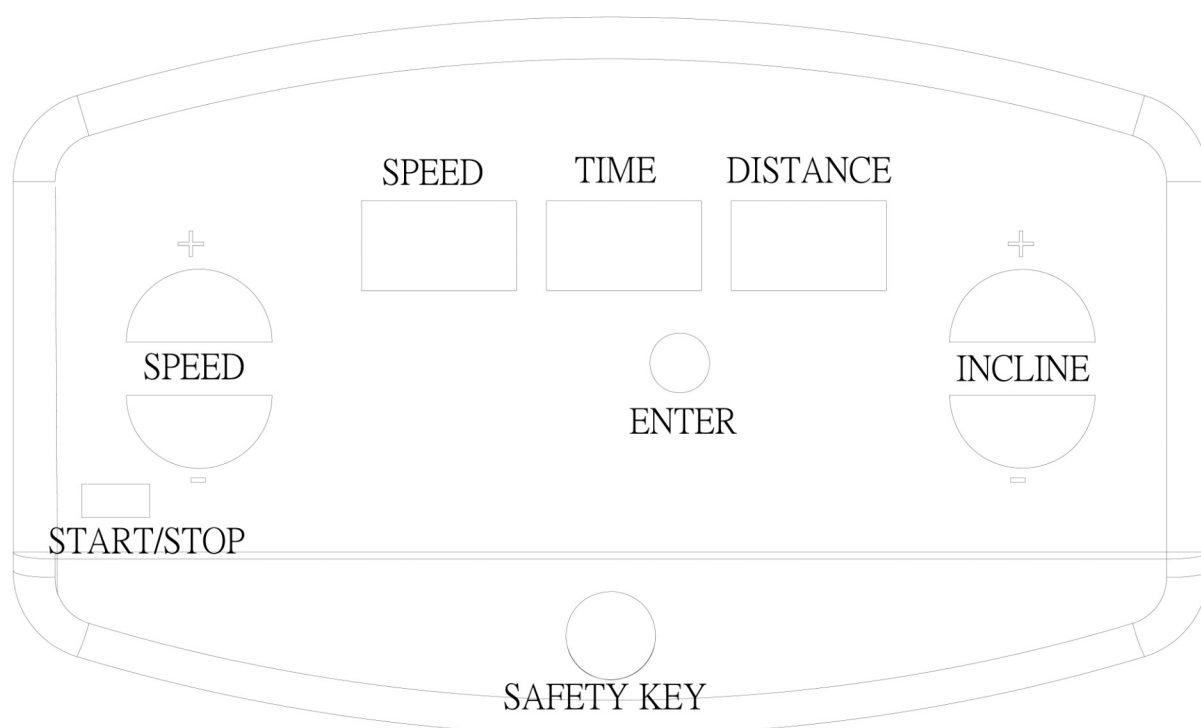 SPEED TIME DISTANCE
+ +
SPEED INCLINE
ENTER
- -
START/STOP
SAFETY KEY